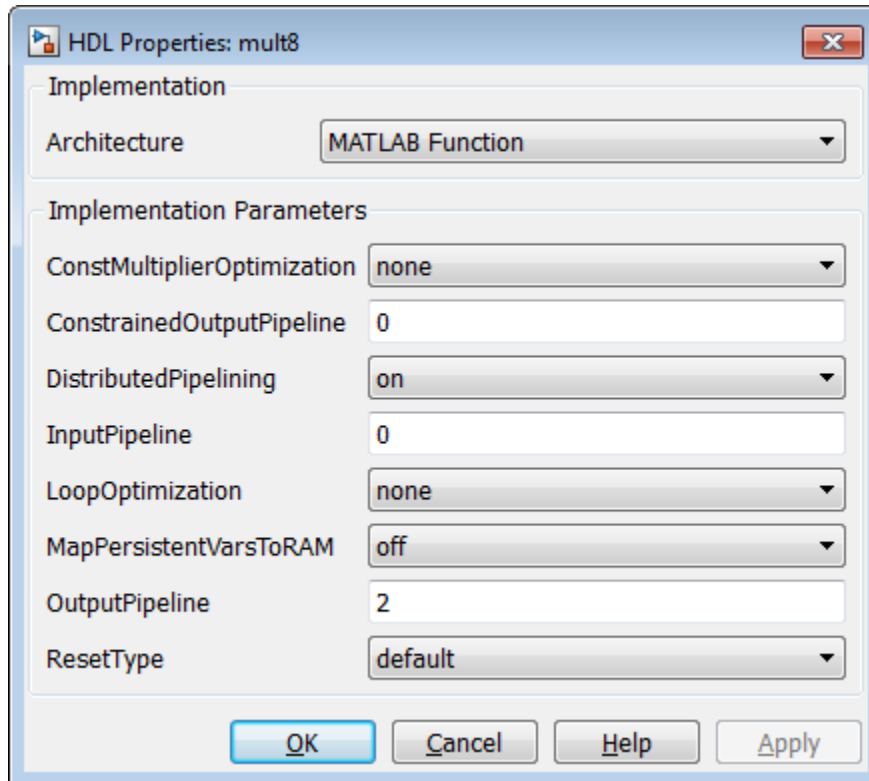 HDL Properties: mult8
Implementation
Architecture MATLAB Function
Implementation Parameters
ConstMultiplierOptimization none
ConstrainedOutputPipeline 0
DistributedPipelining on
InputPipeline 0
LoopOptimization none
MapPersistentVarsToRAM off
OutputPipeline 2
ResetType default
OK Cancel Help Apply